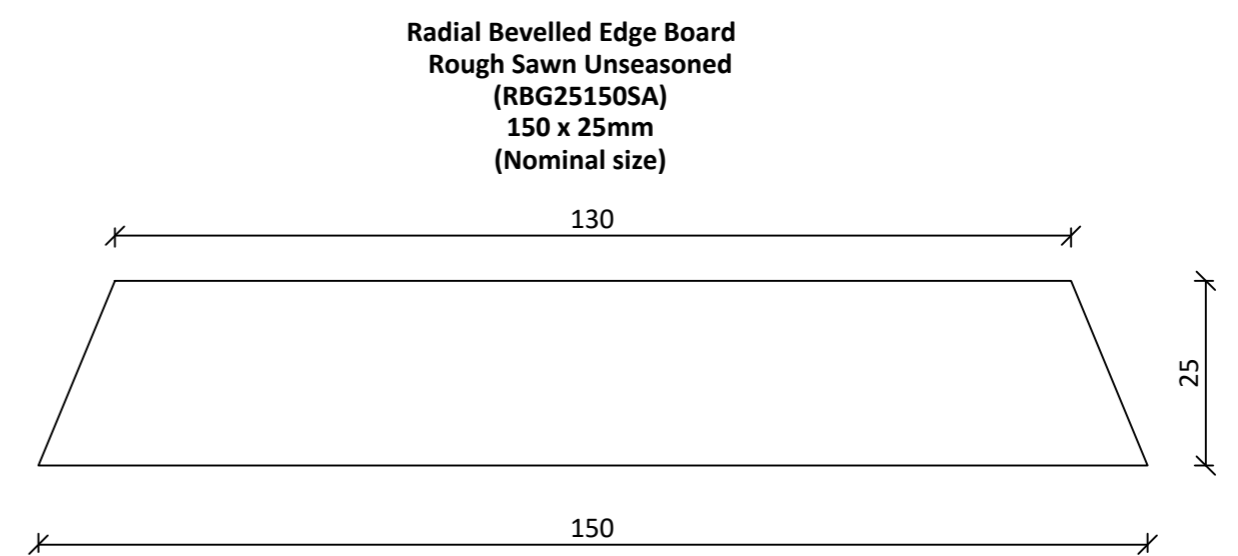 Radial Bevelled Edge Board
Rough Sawn Unseasoned
(RBG25150SA)
150 x 25mm
(Nominal size)
130
25
150